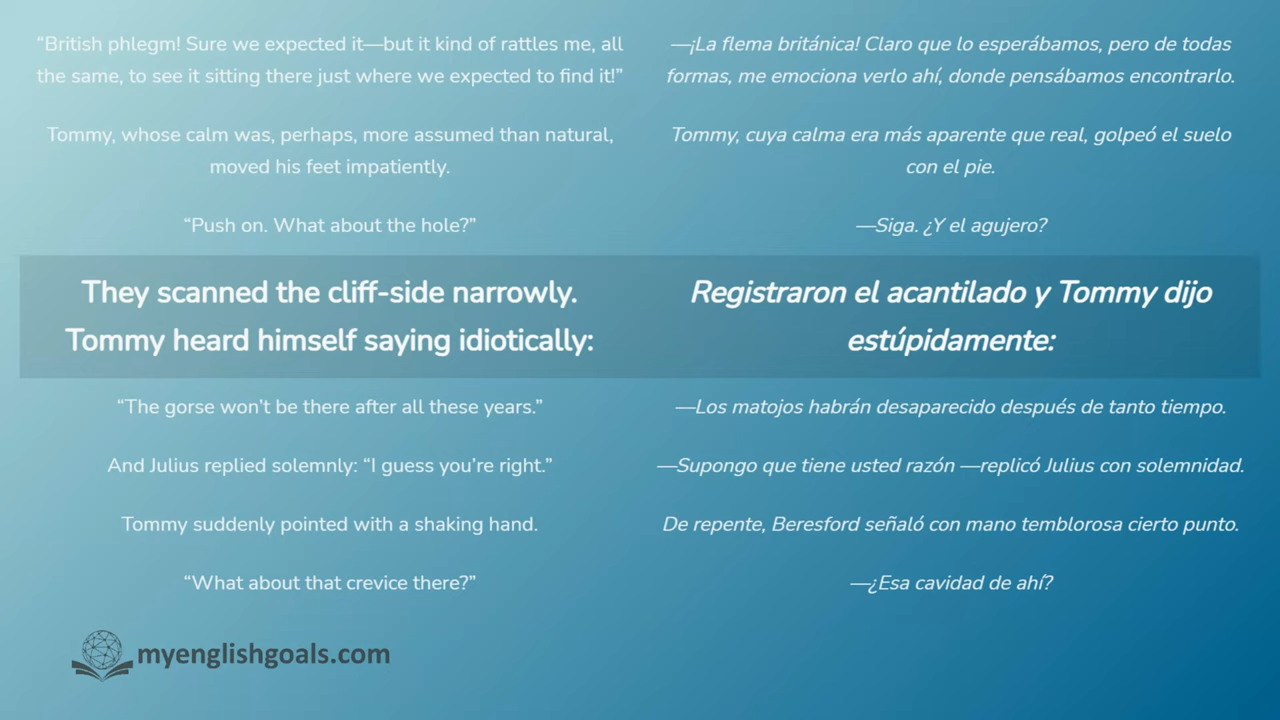 “British phlegm! Sure we expected it—but it kind of rattles me, all
the same, to see it sitting there just where we expected to find it!”
—¡La flema británica! Claro que lo esperábamos, pero de todas
formas, me emociona verlo ahí, donde pensábamos encontrarlo.
Tommy, whose calm was, perhaps, more assumed than natural,
moved his feet impatiently.
Tommy, cuya calma era más aparente que real, golpeó el suelo
con el pie.
“Push on. What about the hole?”
—Siga. ¿Y el agujero?
They scanned the cliff-side narrowly.
Tommy heard himself saying idiotically:
Registraron el acantilado y Tommy dijo
estúpidamente:
“The gorse won’t be there after all these years.”
—Los matojos habrán desaparecido después de tanto tiempo.
And Julius replied solemnly: “I guess you’re right.”
—Supongo que tiene usted razón —replicó Julius con solemnidad.
Tommy suddenly pointed with a shaking hand.
De repente, Beresford señaló con mano temblorosa cierto punto.
“What about that crevice there?”
—¿Esa cavidad de ahí?
myenglishgoals.com